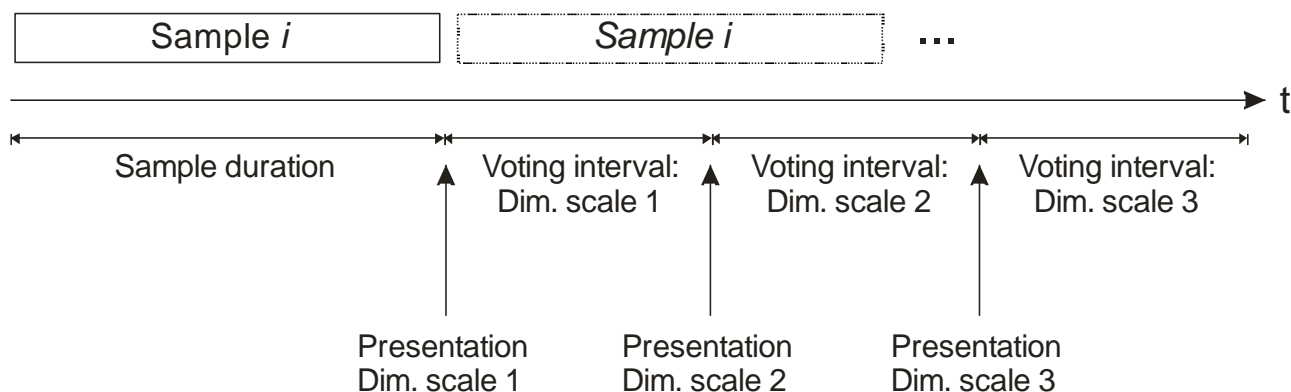 Sample i
Sample i
...
t
Sample duration
Voting interval:
Dim. scale 1
Voting interval:
Dim. scale 2
Voting interval:
Dim. scale 3
Presentation
Dim. scale 1
Presentation
Dim. scale 2
Presentation
Dim. scale 3